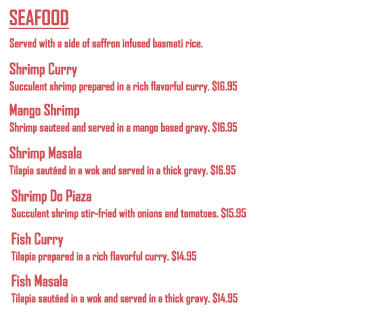 SEAFOOD
Served with a side of saffron infused basmati rice.
Shrimp Curry
Succulent shrimp prepared in a rich flavorful curry. $16.95
Mango Shrimp
Shrimp sauteed and served in a mango based gravy. $16.95
Shrimp Masala
Tilapia sautéed in a wok and served in a thick gravy. $16.95
Shrimp Do Piaza
Succulent shrimp stir-fried with onions and tomatoes. $15.95
Fish Curry
Tilapia prepared in a rich flavorful curry. $14.95
Fish Masala
Tilapia sautéed in a wok and served in a thick gravy. $14.95